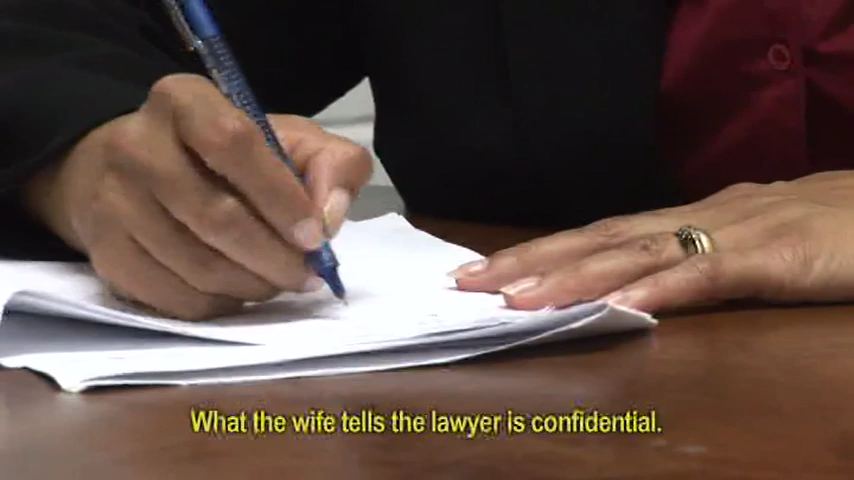 What the wife tells the lawyer is confidential.